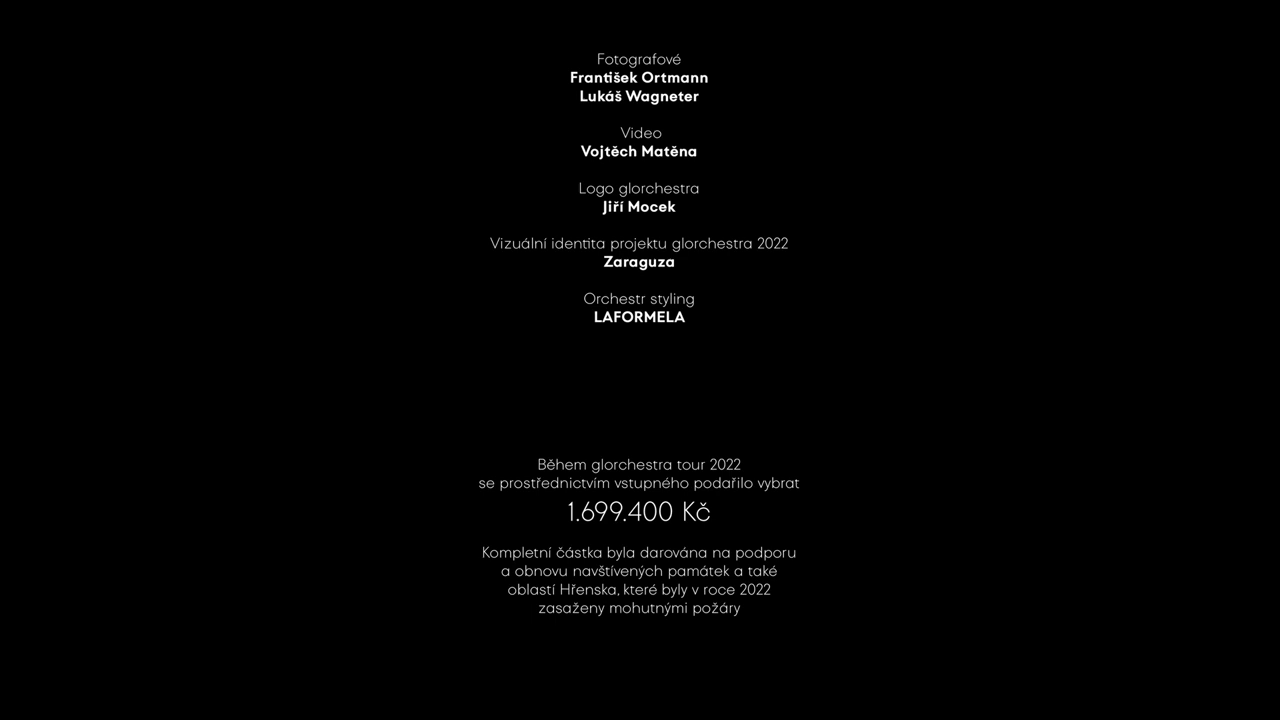 Fotografové
František Ortmann
Lukáš Wagneter
Video
Vojtěch Matěna
Logo glorchestra
Jiří Mocek
Vizuální identita projektu glorchestra 2022
Zaraguza
Orchestr styling
LAFORMELA
Během glorchestra tour 2022
se prostřednictvím vstupného podařilo vybrat
1.699.400 Kč
Kompletní částka byla darována na podporu
a obnovu navštívených památek a také
oblastí Hřenska, které byly v roce 2022
zasaženy mohutnými požáry